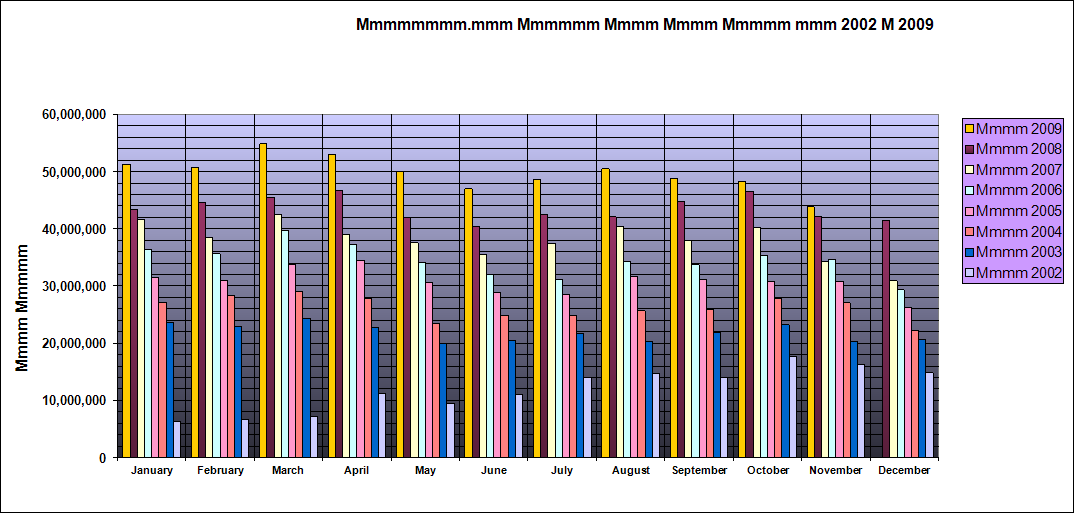 Mmmmmmmm.mmm Mmmmmm Mmmm Mmmm Mmmmm mmm 2002 M 2009
60,000,000
50,000,000
40,000,000
30,000,000
20,000,000
10,000,000
0
Mmmm Mmmmm
January February March April May June July August September October November December
Mmmm 2009
Mmmm 2008
Mmmm 2007
Mmmm 2006
Mmmm 2005
Mmmm 2004
Mmmm 2003
Mmmm 2002